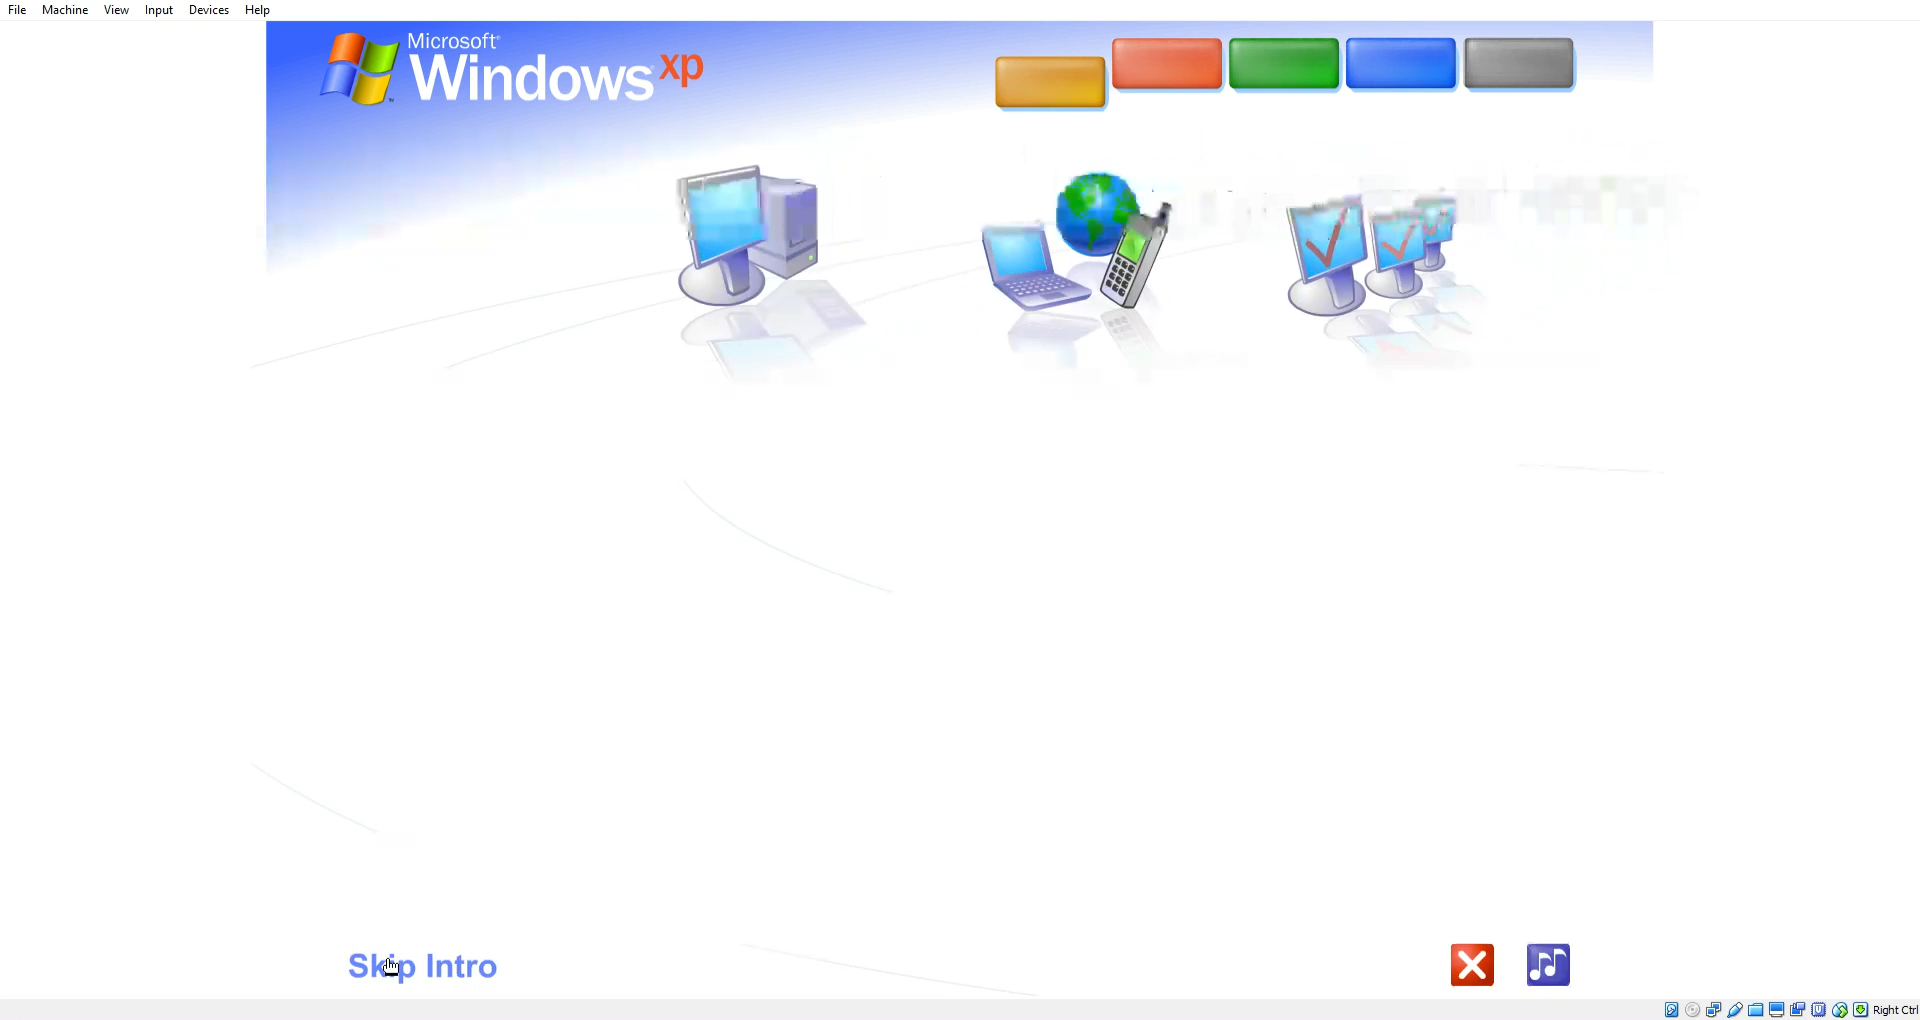 File Machine View Input Devices Help
Microsoft®
Windows xp
Skip Intro
Right Ctrl